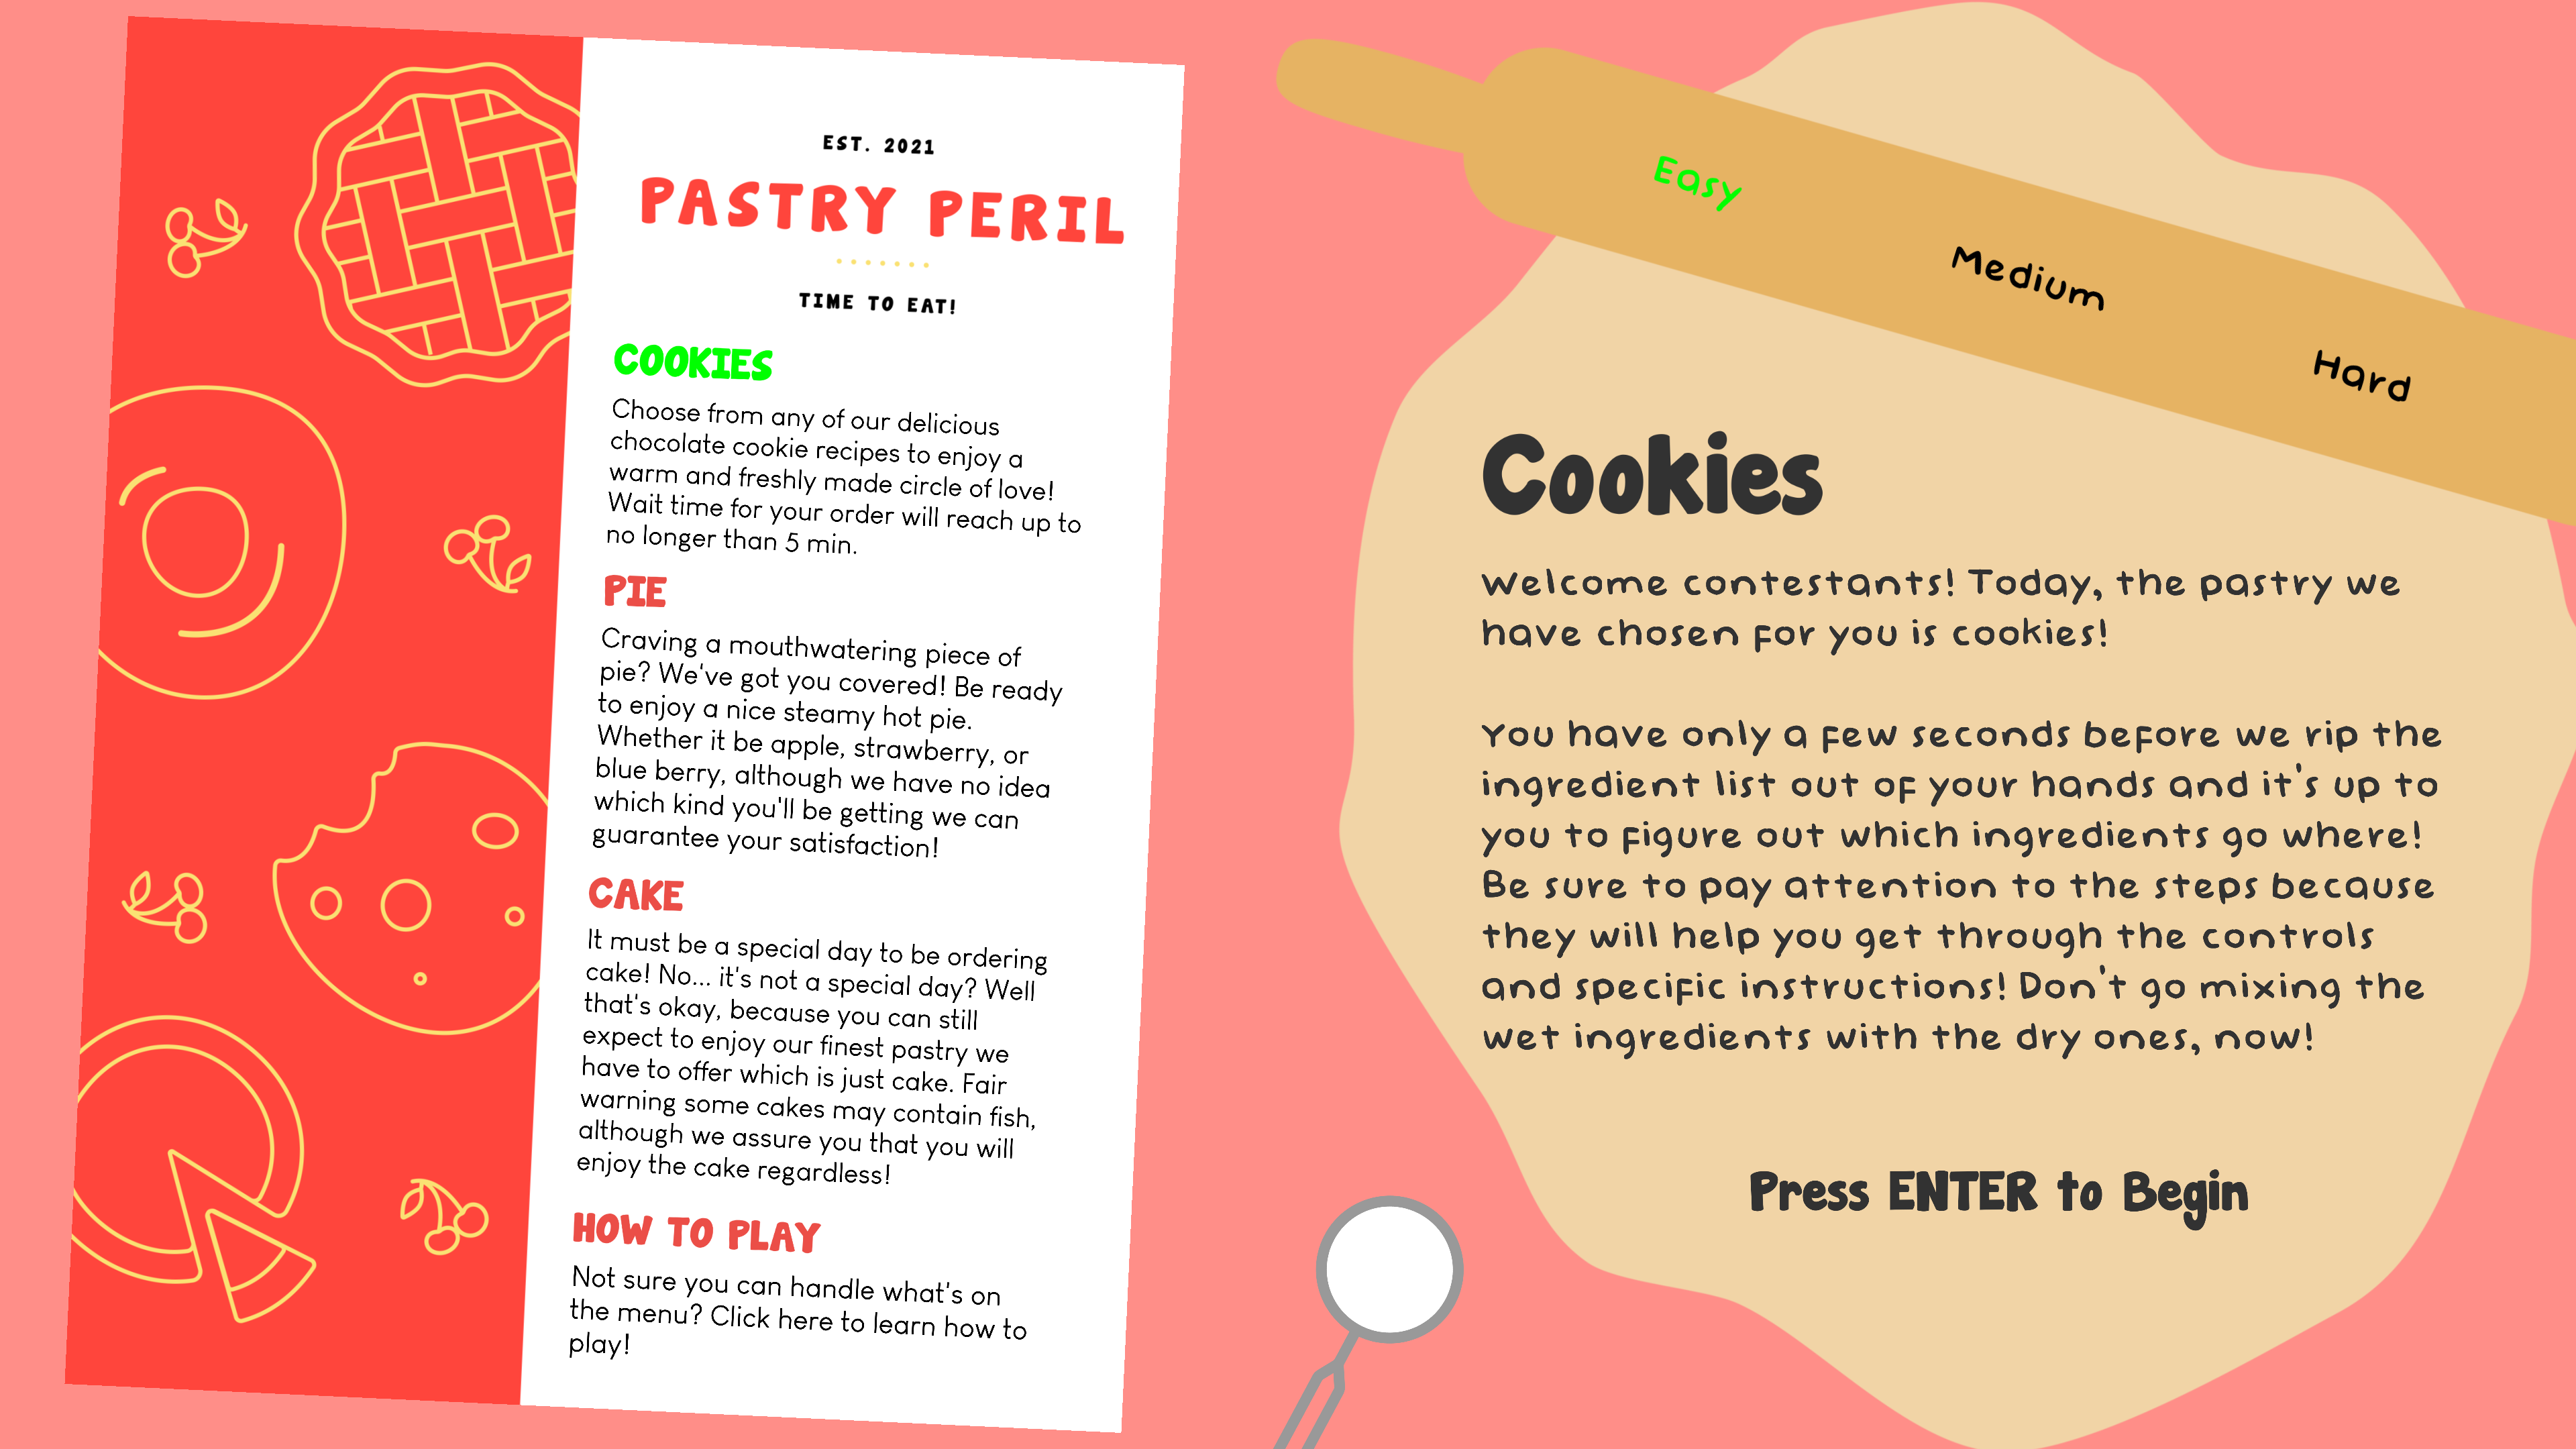 EST. 2021
PASTRY PERIL
TIME TO EAT!
COOKIES
Choose from any of our delicious
chocolate cookie recipes to enjoy a
warm and freshly made circle of love!
Wait time for your order will reach up to
no longer than 5 min.
PIE
Craving a mouthwatering piece of
pie? We've got you covered! Be ready
to enjoy a nice steamy hot pie.
Whether it be apple, strawberry, or
blue berry, although we have no idea
which kind you'll be getting we can
guarantee your satisfaction!
CAKE
It must be a special day to be ordering
cake! No... it's not a special day? Well
that's okay, because you can still
expect to enjoy our finest pastry we
have to offer which is just cake. Fair
warning some cakes may contain fish,
although we assure you that you will
enjoy the cake regardless!
HOW TO PLAY
Not sure you can handle what's on
the menu? Click here to learn how to
play!
Easy
Medium
Hard
Cookies
Welcome contestants! Today, the pastry we
have chosen for you is cookies!
You have only a few seconds before we rip the
ingredient list out of your hands and it's up to
you to figure out which ingredients go where!
Be sure to pay attention to the steps because
they will help you get through the controls
and specific instructions! Don't go mixing the
wet ingredients with the dry ones, now!
Press ENTER to Begin